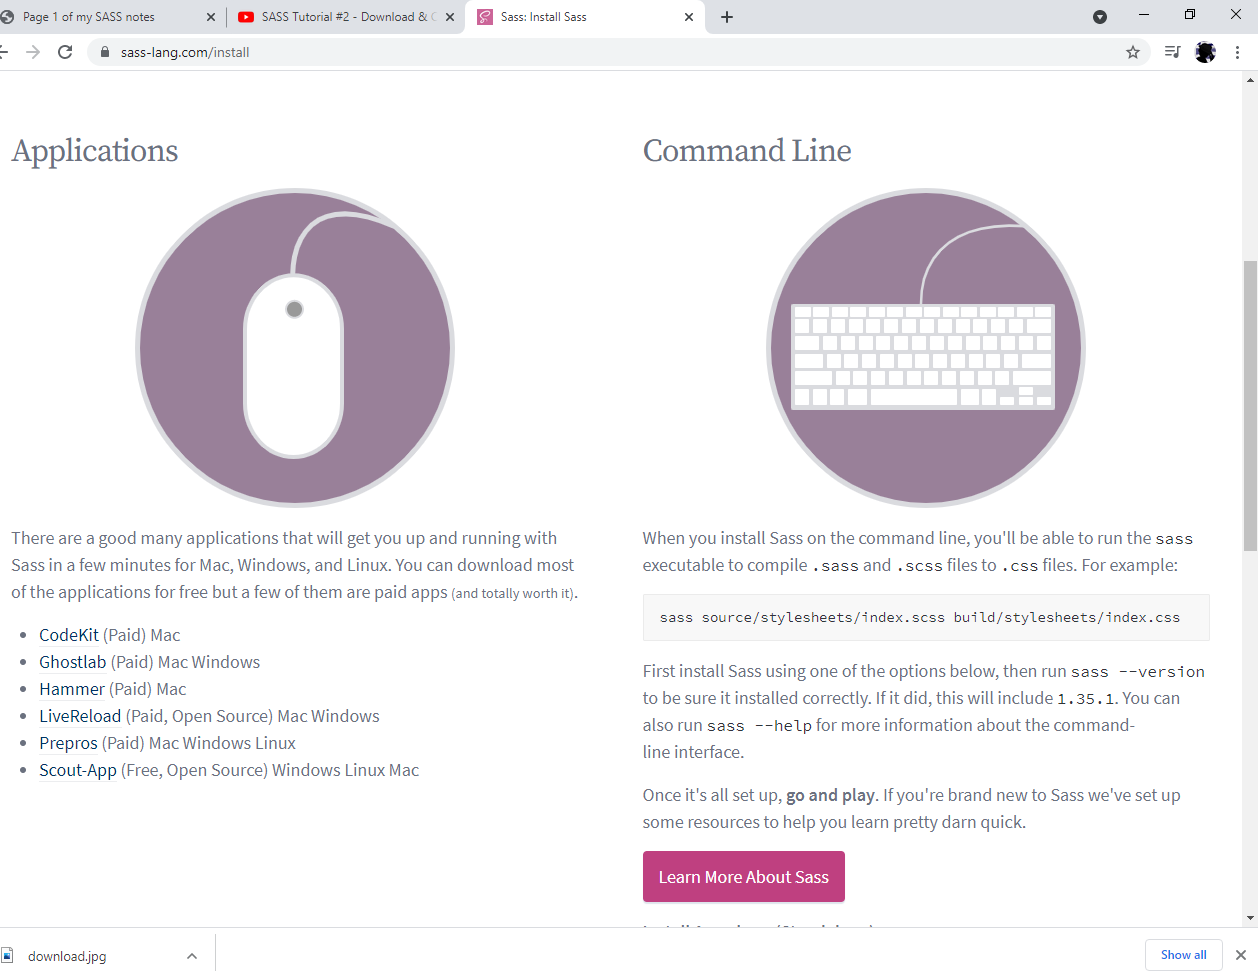 Page 1 of my SASS notes
SASS Tutorial #2 - Download &
Sass: Install Sass
sass-lang.com/install
Applications
There are a good many applications that will get you up and running with
Sass in a few minutes for Mac, Windows, and Linux. You can download most
of the applications for free but a few of them are paid apps (and totally worth it).
CodeKit (Paid) Mac
Ghostlab (Paid) Mac Windows
Hammer (Paid) Mac
LiveReload (Paid, Open Source) Mac Windows
Prepros (Paid) Mac Windows Linux
Scout-App (Free, Open Source) Windows Linux Mac
Command Line
When you install Sass on the command line, you'll be able to run the sass
executable to compile .sass and .scss files to .css files. For example:
sass source/stylesheets/index.scss build/stylesheets/index.css
First install Sass using one of the options below, then run sass --version
to be sure it installed correctly. If it did, this will include 1.35.1. You can
also run sass --help for more information about the command-
line interface.
Once it's all set up, go and play. If you're brand new to Sass we've set up
some resources to help you learn pretty darn quick.
Learn More About Sass
download.jpg
Show all